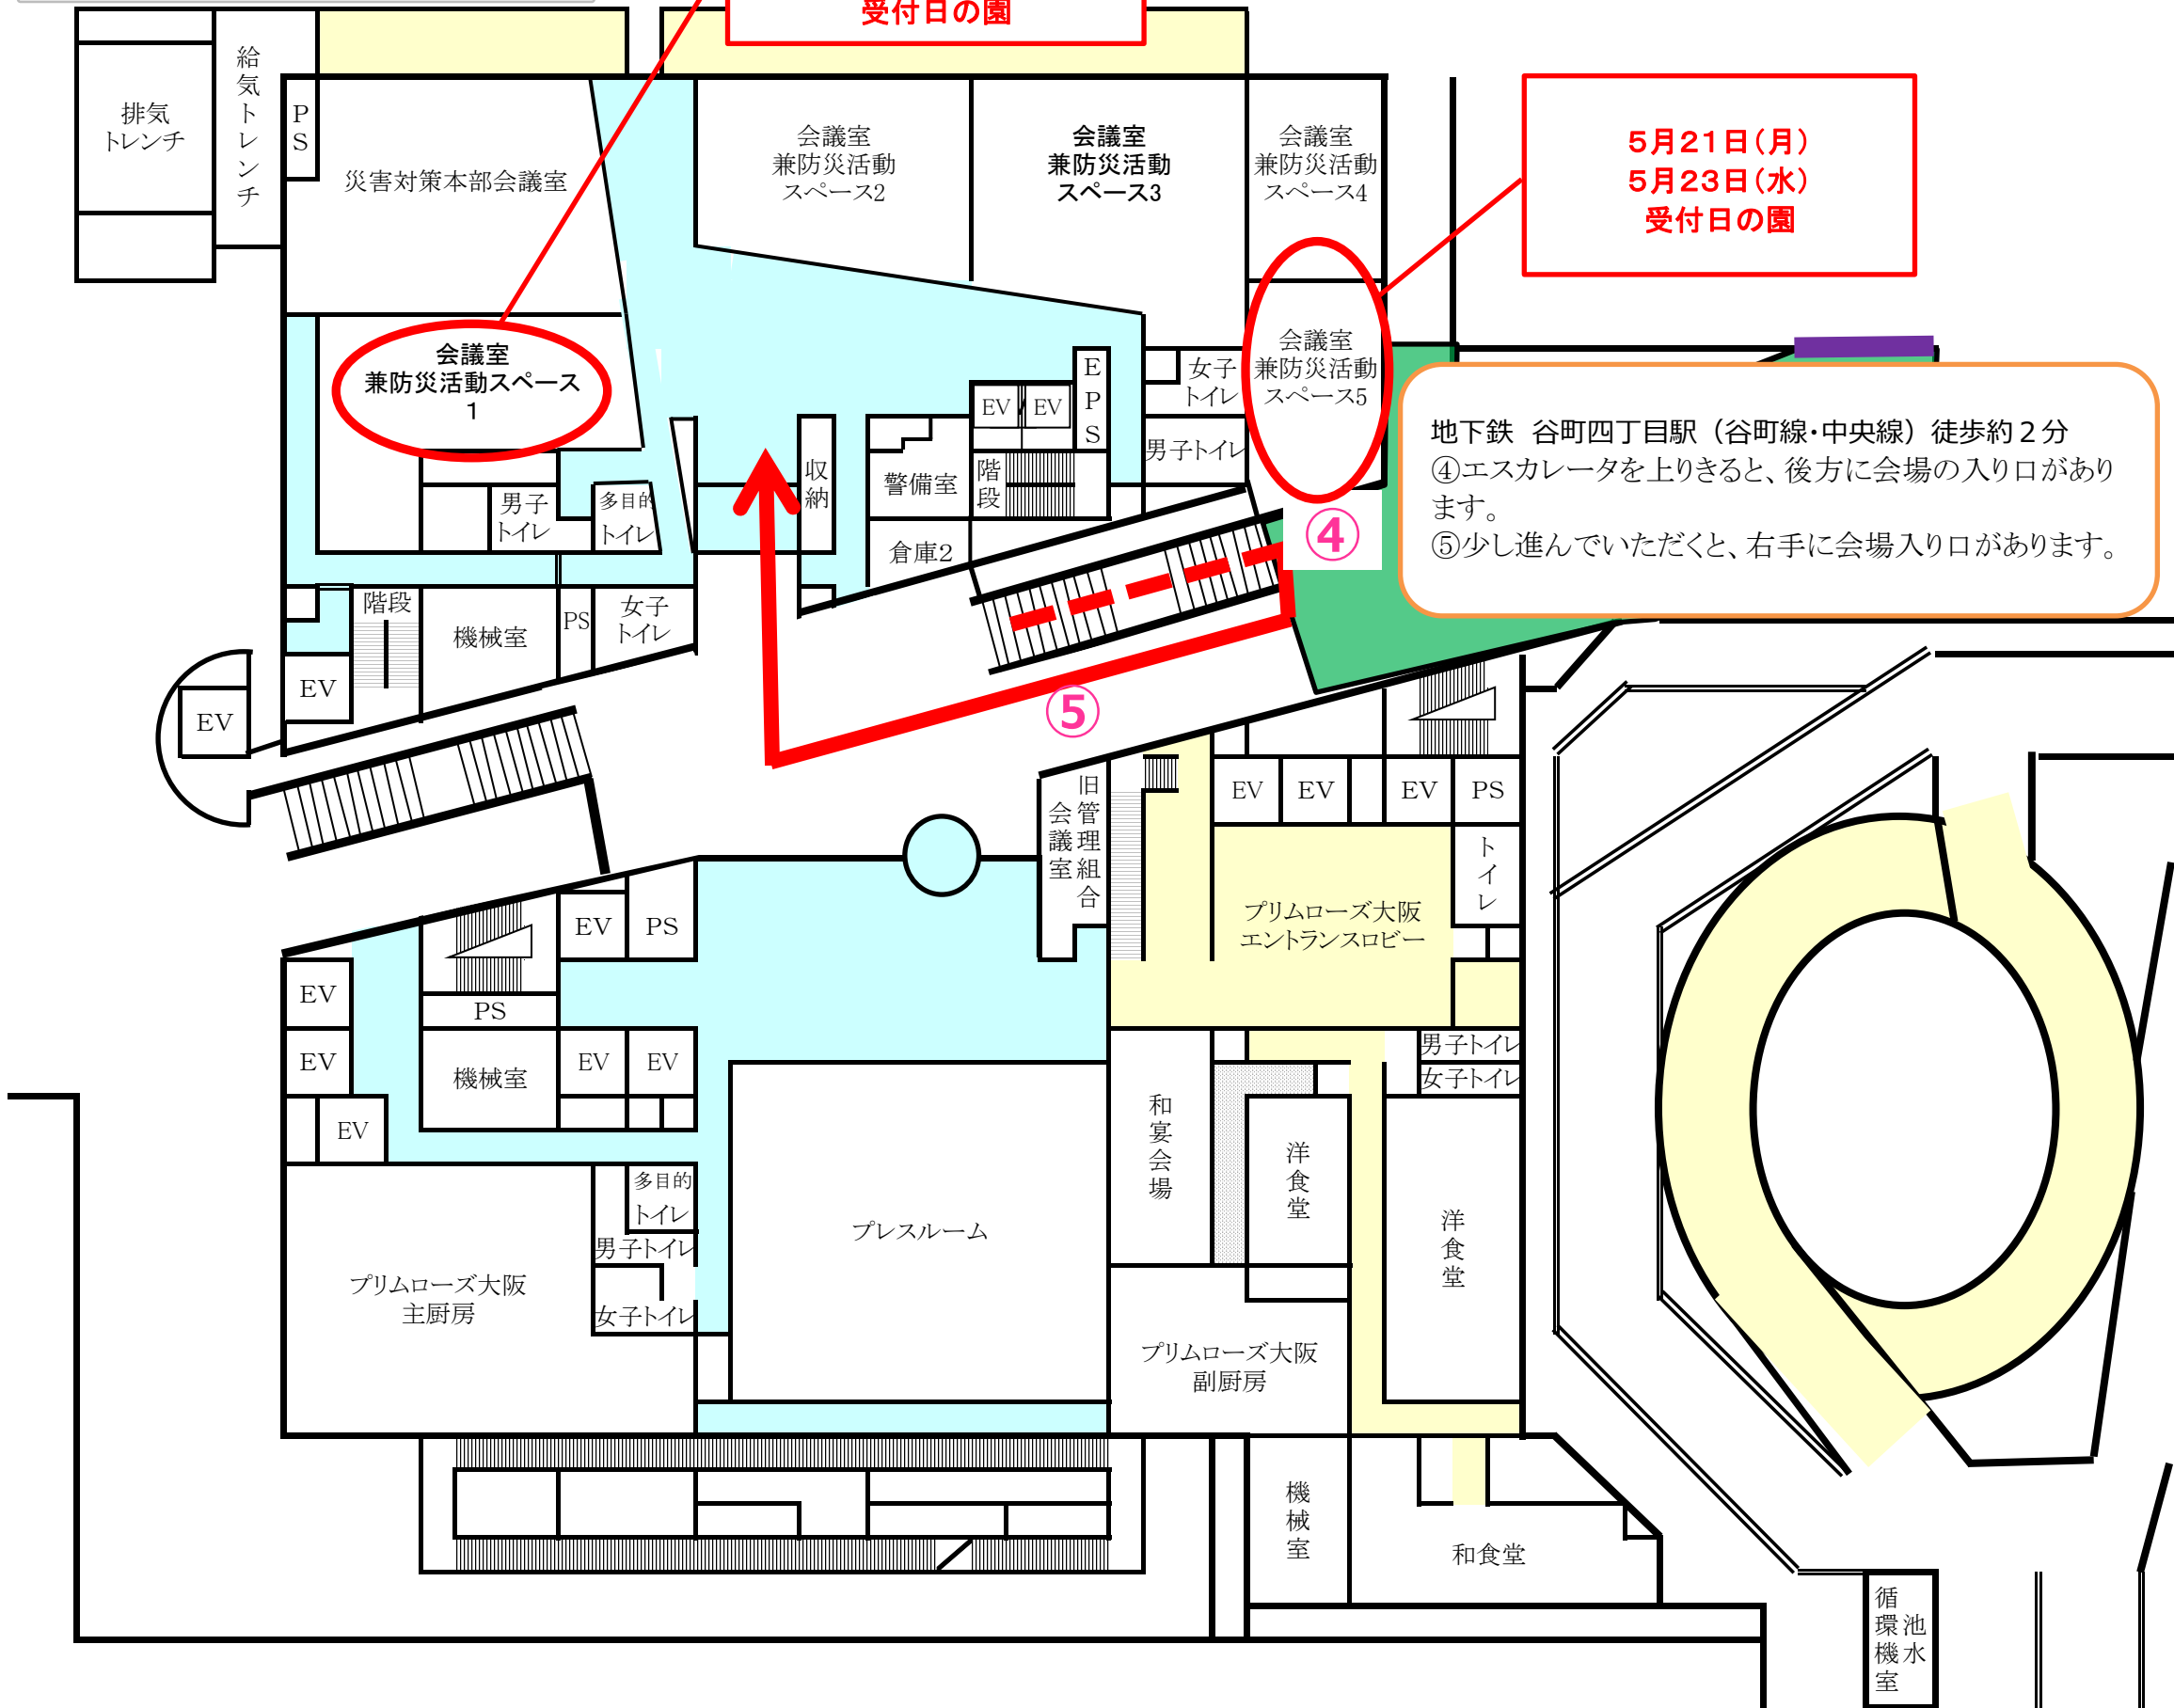 受付日の園
給気トレンチ
排気
トレンチ
PS
災害対策本部会議室
会議室
兼防災活動
スペース2
会議室
兼防災活動
スペース3
会議室
兼防災活動
スペース4
5月21日(月)
5月23日(水)
受付日の園
会議室
兼防災活動スペース
1
会議室
兼防災活動
スペース5
EPS
EV
EV
女子
トイレ
男子トイレ
地下鉄 谷町四丁目駅（谷町線・中央線）徒歩約２分
④エスカレータを上りきると、後方に会場の入り口があり
ます。
⑤少し進んでいただくと、右手に会場入り口があります。
収納
警備室
階段
男子
トイレ
多目的
トイレ
倉庫2
④
階段
機械室
PS
女子
トイレ
EV
EV
⑤
旧管理組合
会議室
EV
EV
EV
PS
トイレ
プリムローズ大阪
エントランスロビー
EV
PS
EV
PS
EV
機械室
EV
EV
EV
男子トイレ
女子トイレ
和宴会場
洋食堂
洋食堂
多目的
トイレ
男子トイレ
女子トイレ
プレスルーム
プリムローズ大阪
主厨房
プリムローズ大阪
副厨房
機械室
和食堂
池水
循環機室